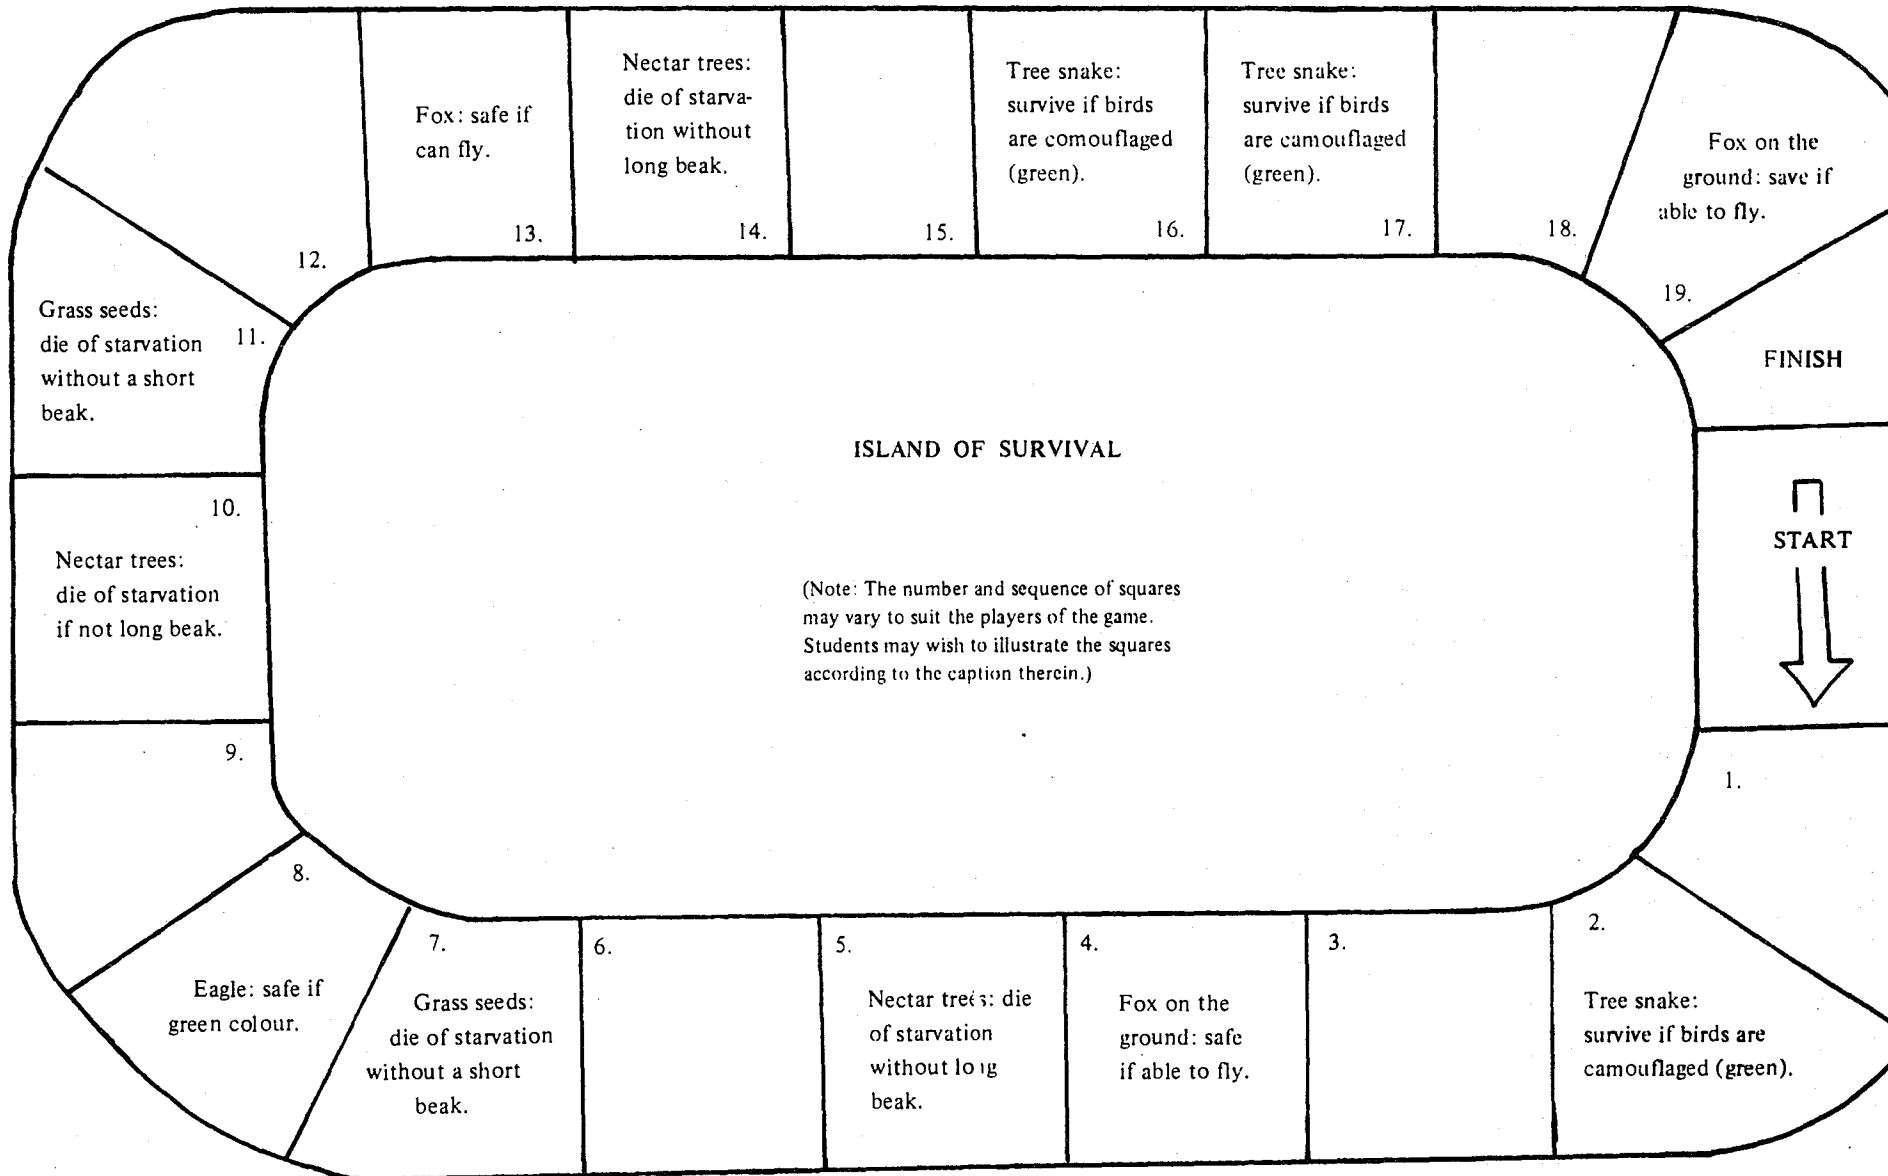 Nectar trees:
die of starva-
tion without
long beak.
Tree snake:
survive if birds
are comouflaged
(green).
Tree snake:
survive if birds
are camouflaged
(green).
Fox: safe if
can fly.
Fox on the
ground: save if
able to fly.
13.
14.
15.
16.
17.
18.
12.
19.
Grass seeds:
die of starvation
without a short
beak.
11.
FINISH
ISLAND OF SURVIVAL
10.
START
Nectar trees:
die of starvation
if not long beak.
(Note: The number and sequence of squares
may vary to suit the players of the game.
Students may wish to illustrate the squares
according to the caption therein.)
9.
1.
8.
7.
6.
5.
4.
3.
2.
Eagle: safe if
green colour.
Grass seeds:
die of starvation
without a short
beak.
Nectar trees: die
of starvation
without long
beak.
Fox on the
ground: safe
if able to fly.
Tree snake:
survive if birds are
camouflaged (green).